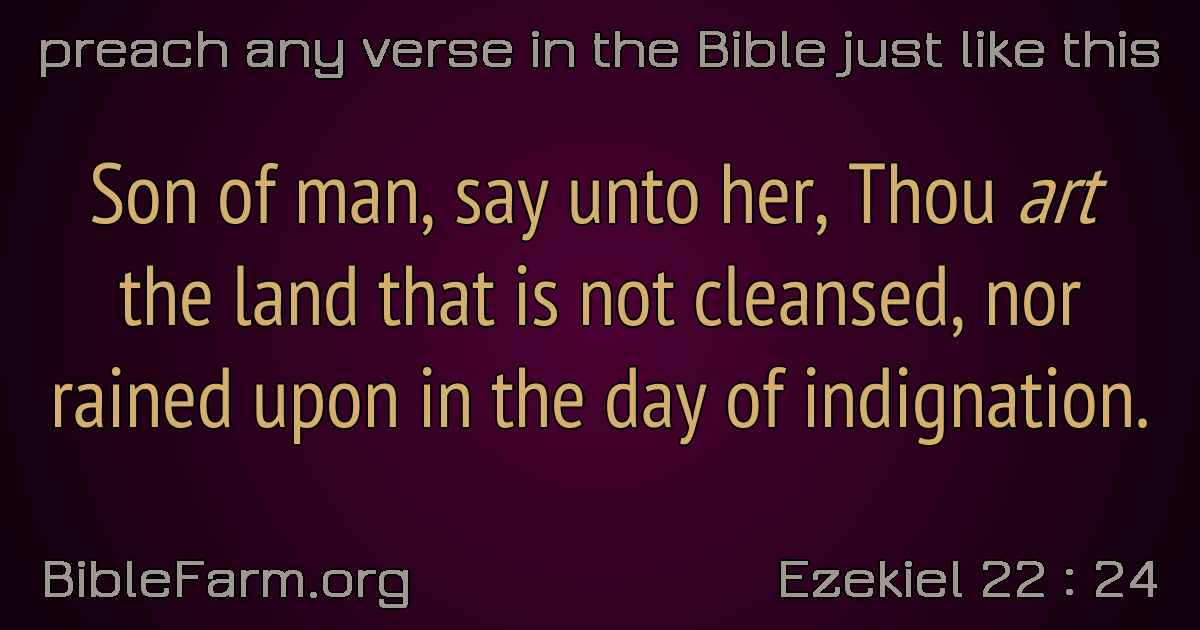 preach any verse in the Bible just like this
Son of man, say unto her, Thou art
the land that is not cleansed, nor
rained upon in the day of indignation.
BibleFarm.org
Ezekiel 22 : 24